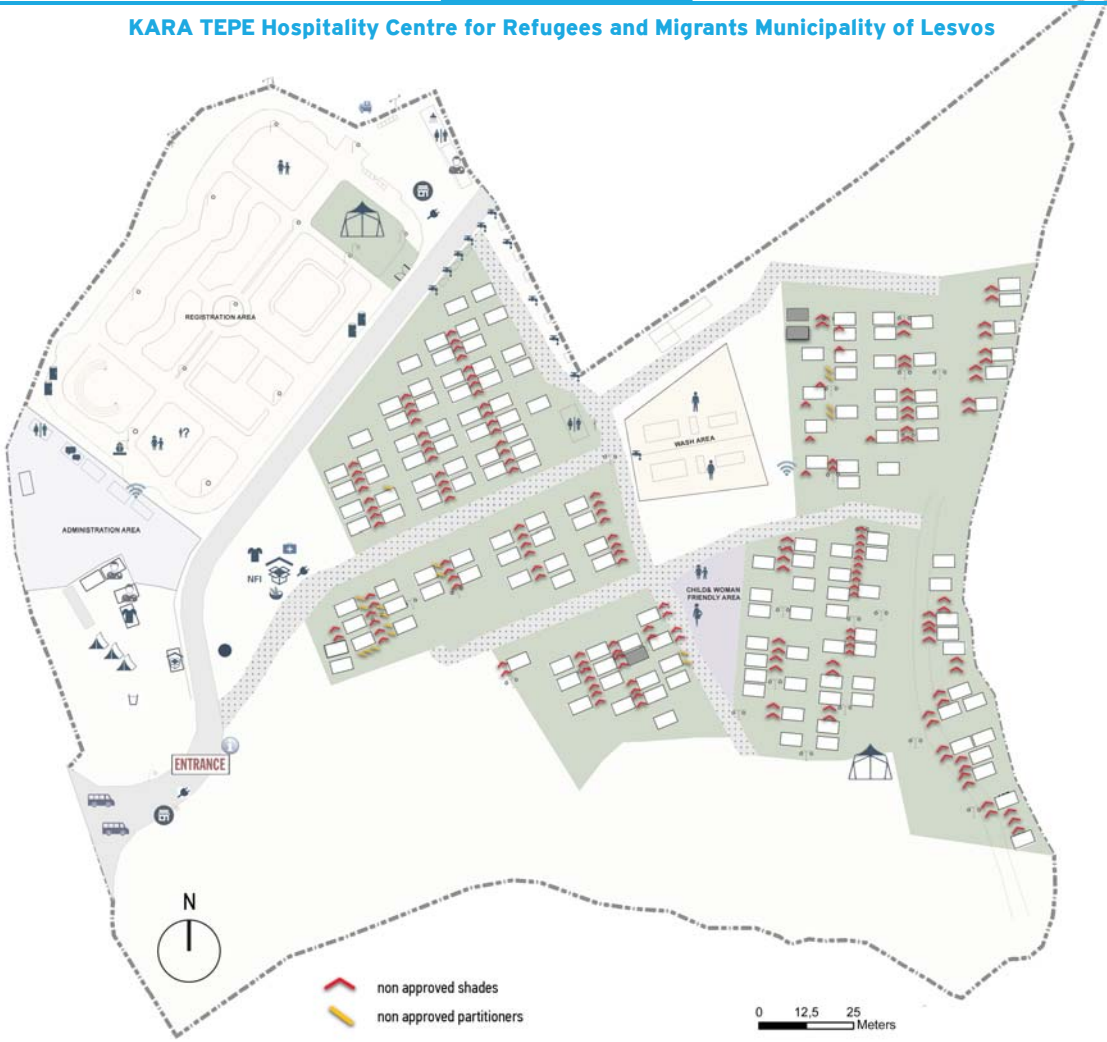 KARA TEPE Hospitality Centre for Refugees and Migrants Municipality of Lesvos
REGISTRATION AREA
?
WASH AREA
ADMINISTRATION AREA
NFI
CHILD& WOMAN
FRIENDLY AREA
i
ENTRANCE
N
non approved shades
non approved partitioners
0 12,5 25
Meters